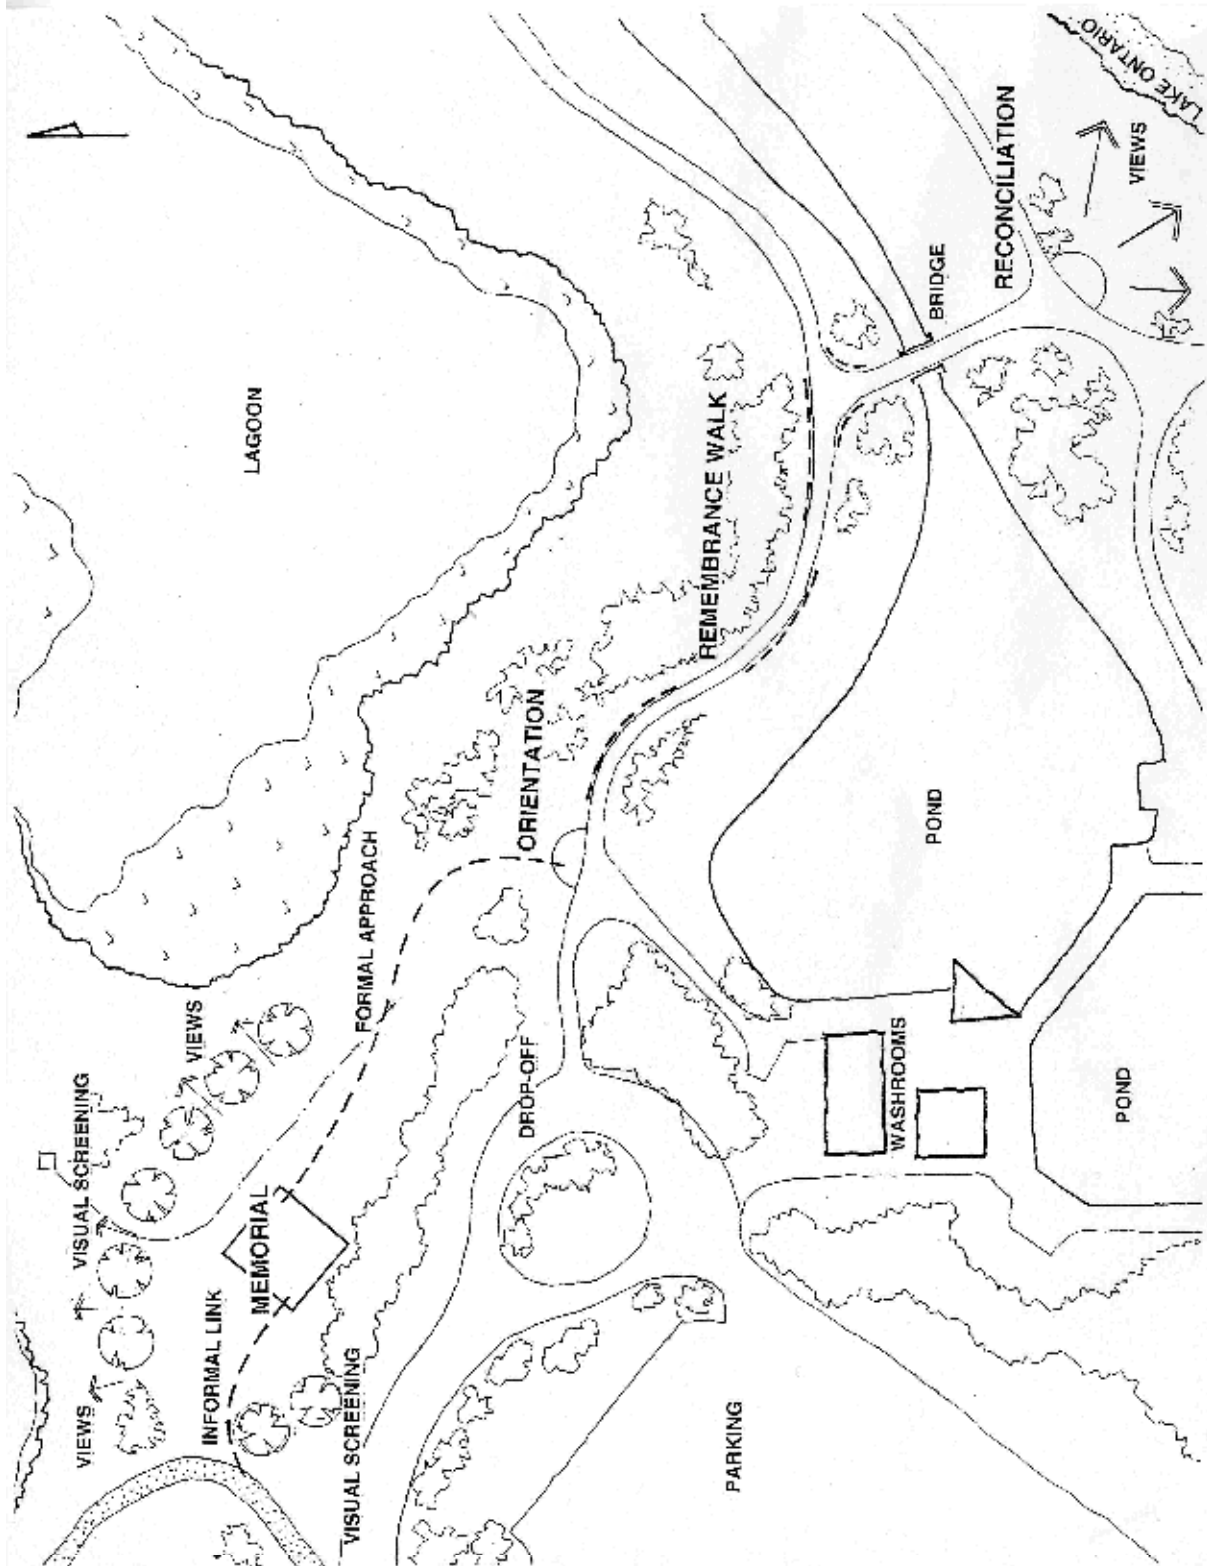 VIEWS
VISUAL SCREENING
VIEWS
INFORMAL LINK
LAGOON
MEMORIAL
VISUAL SCREENING
FORMAL APPROACH
DROP-OFF
ORIENTATION
REMEMBRANCE WALK
PARKING
WASHROOMS
POND
BRIDGE
RECONCILIATION
POND
VIEWS
LAKE ONTARIO